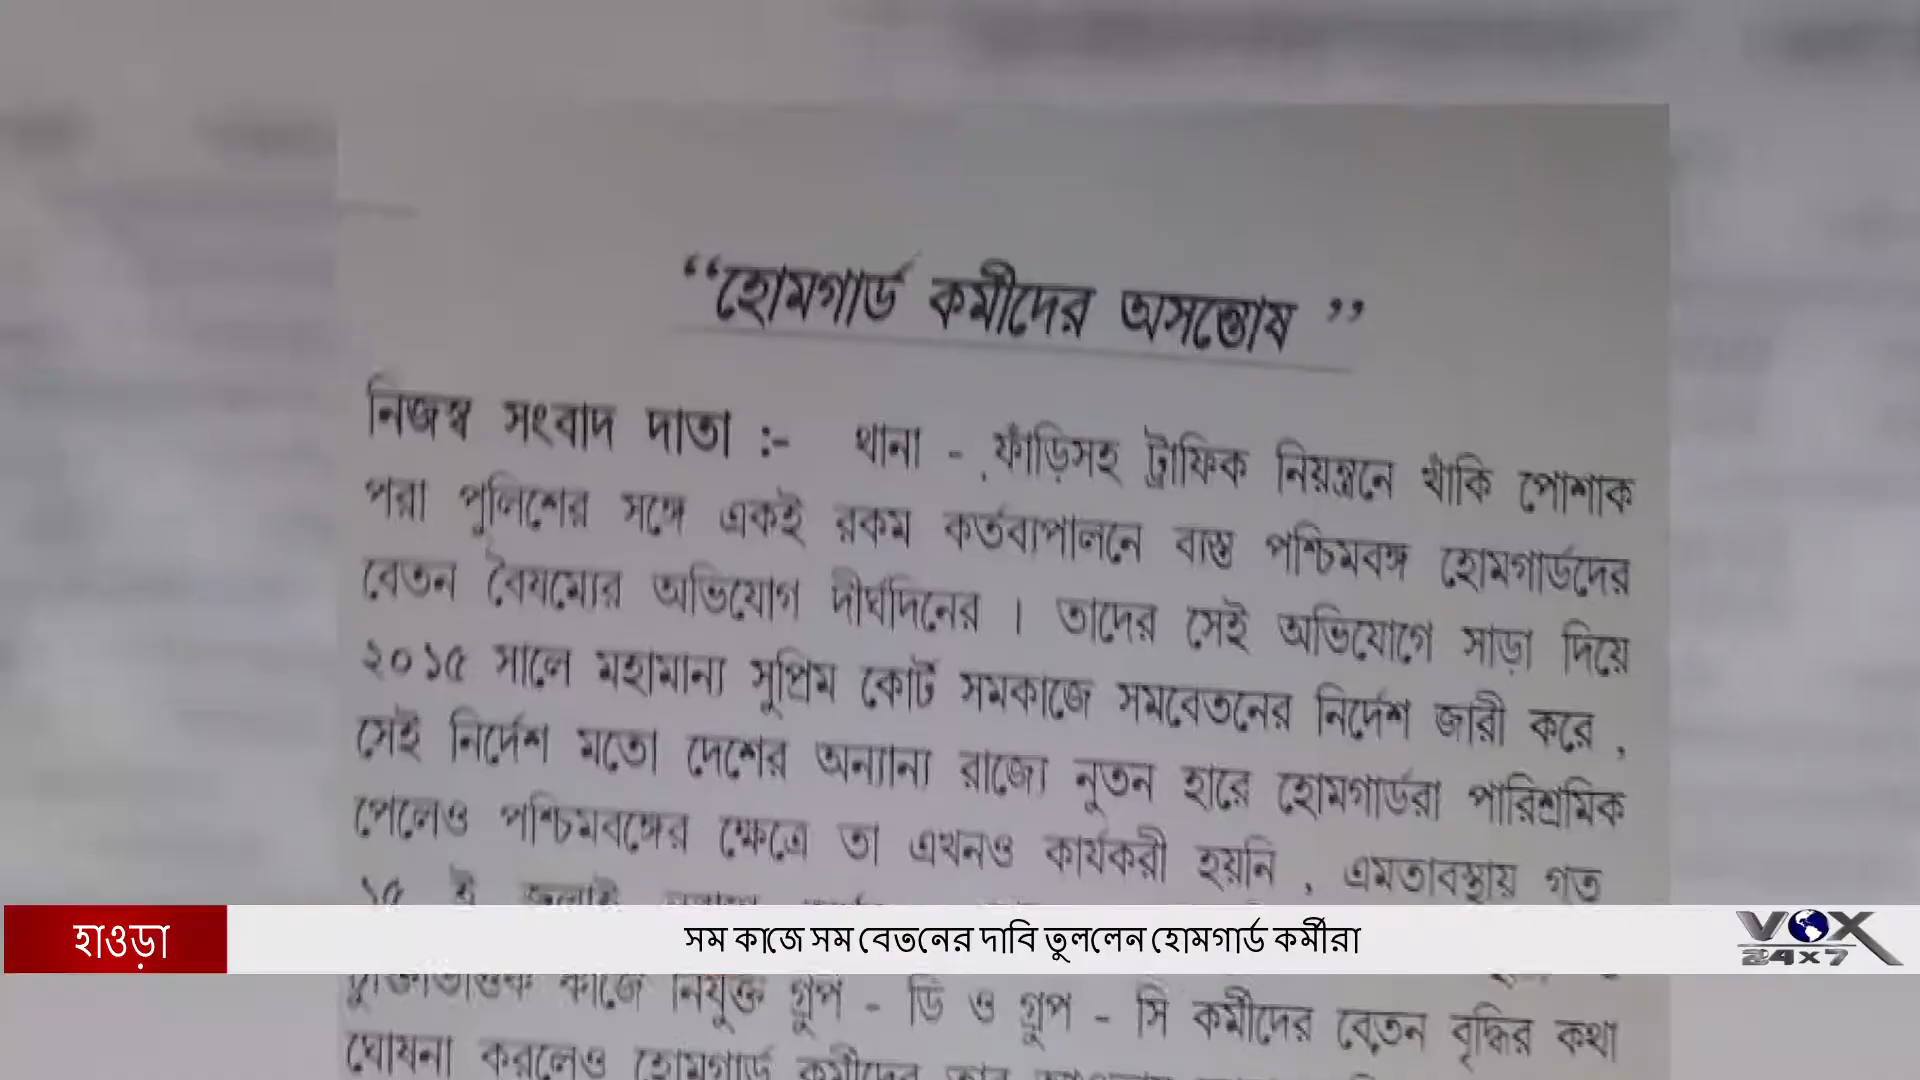 “হোমগার্ড কর্মীদের অসন্তোষ ”
নিজস্ব সংবাদ দাতা :- থানা - ফাঁড়িসহ ট্রাফিক নিয়ন্ত্রনে খাঁকি পোশাক
পরা পুলিশের সঙ্গে একই রকম কর্তব্যপালনে ব্যস্ত পশ্চিমবঙ্গ হোমগার্ডদের
বেতন বৈষম্যের অভিযোগ দীর্ঘদিনের । তাদের সেই অভিযোগে সাড়া দিয়ে
২০১৫ সালে মহামান্য সুপ্রিম কোর্ট সমকাজে সমবেতনের নির্দেশ জারী করে ,
সেই নির্দেশ মতো দেশের অন্যান্য রাজ্যে নুতন হারে হোমগার্ডরা পারিশ্রমিক
পেলেও পশ্চিমবঙ্গের ক্ষেত্রে তা এখনও কার্যকরী হয়নি , এমতাবস্থায় গত
১৫ ই জুলাই
হাওড়া
সম কাজে সম বেতনের দাবি তুললেন হোমগার্ড কর্মীরা
VOX
24x7
চুক্তিভিত্তিক কাজে নিযুক্ত গ্রুপ - ডি ও গ্রুপ - সি কর্মীদের বেতন বৃদ্ধির কথা
ঘোষনা করলেও হোমগার্ড কর্মীদের